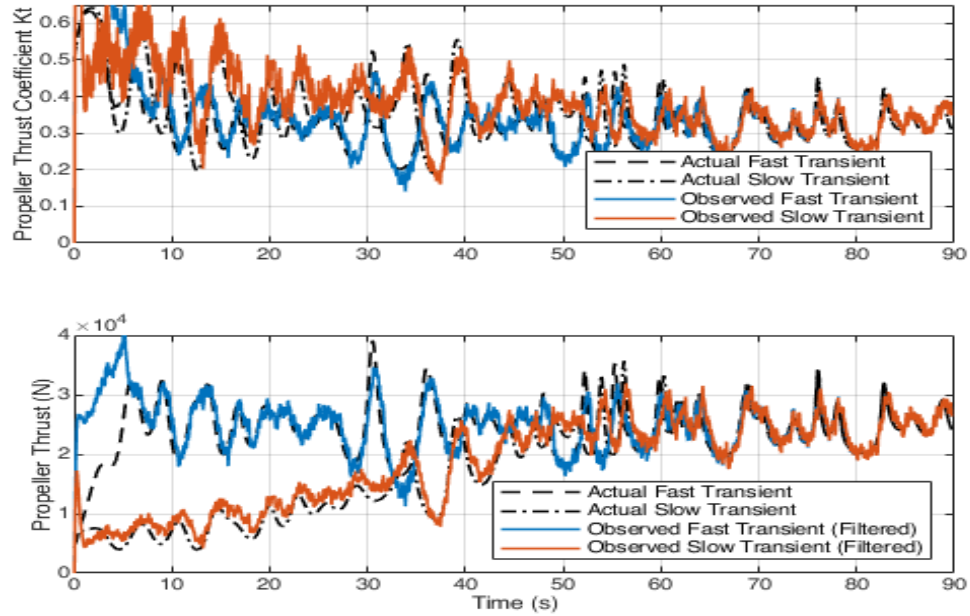 Propeller Thrust Coefficient Kt
0.6
0.5
0.4
0.3
0.2
0.1
0
0 10 20 30 40 50 60 70 80 90
Actual Fast Transient
Actual Slow Transient
Observed Fast Transient
Observed Slow Transient
× 10^4
Propeller Thrust (N)
4
3
2
1
0
0 10 20 30 40 50 60 70 80 90
Time (s)
Actual Fast Transient
Actual Slow Transient
Observed Fast Transient (Filtered)
Observed Slow Transient (Filtered)